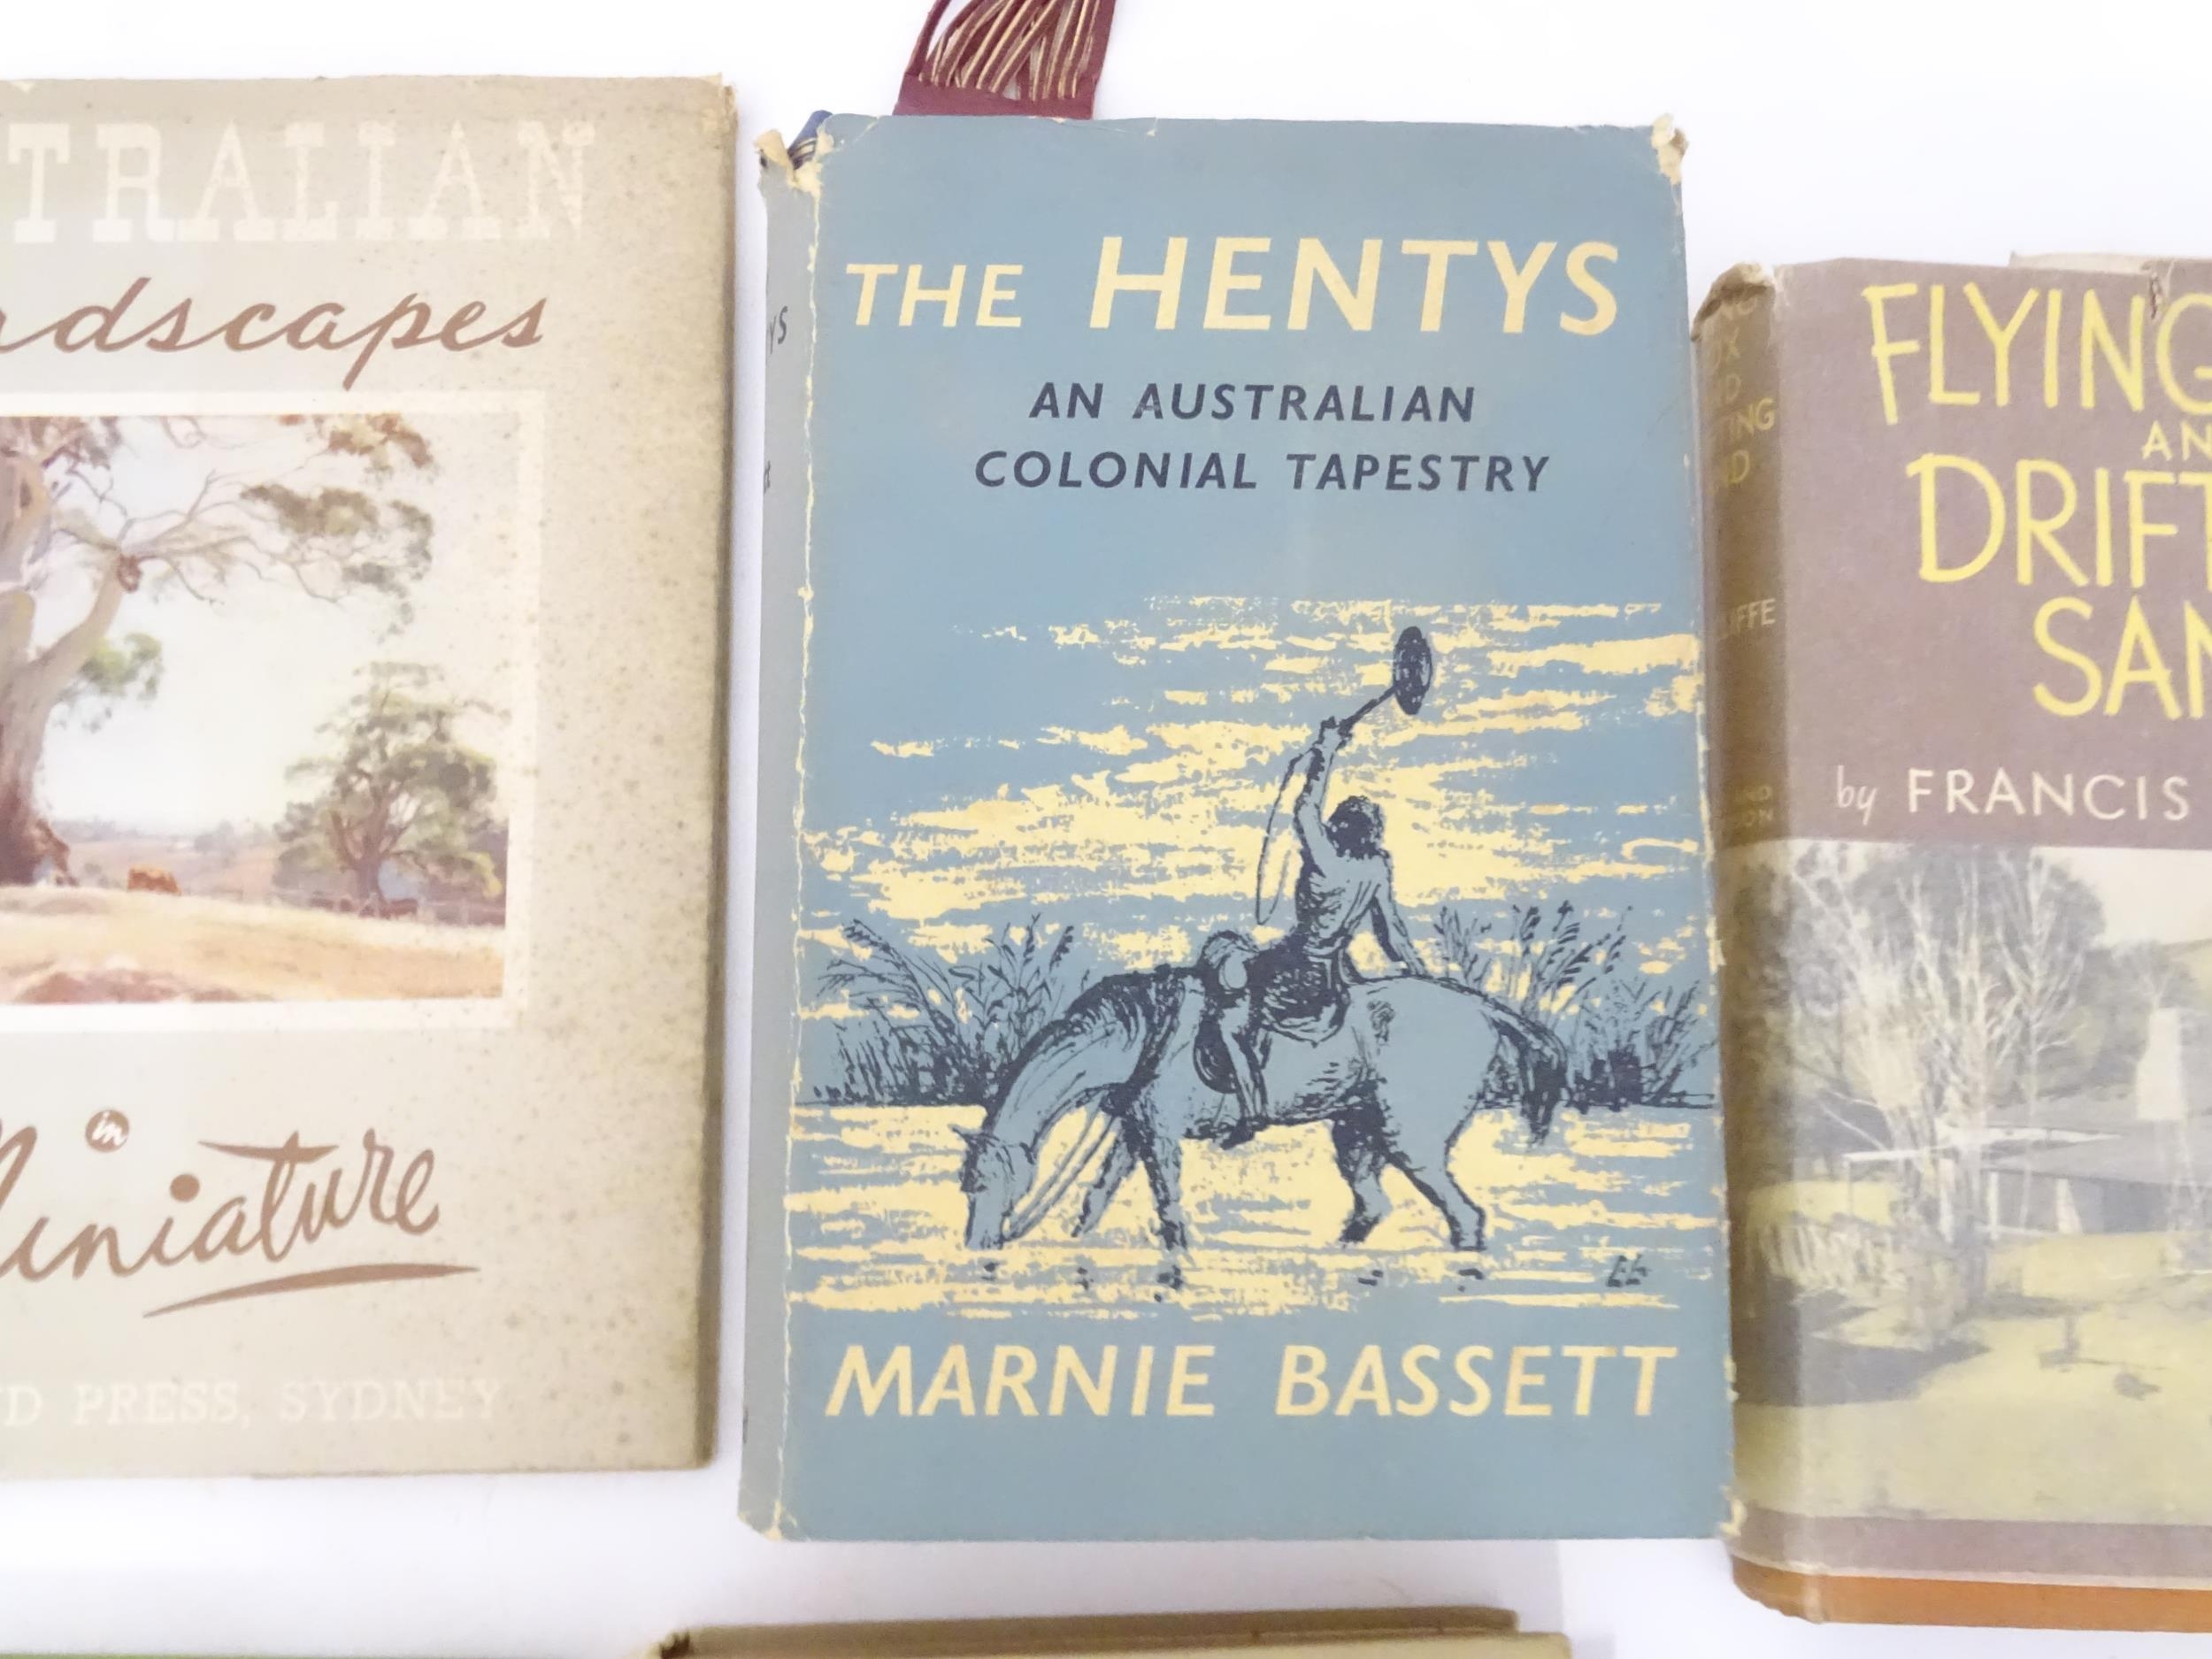 TRALIAN
dscapes
in
iniature
D PRESS, SYDNEY
THE HENTYS
AN AUSTRALIAN
COLONIAL TAPESTRY
MARNIE BASSETT
YS
FLYING
AN
DRIFT
SAN
by FRANCIS